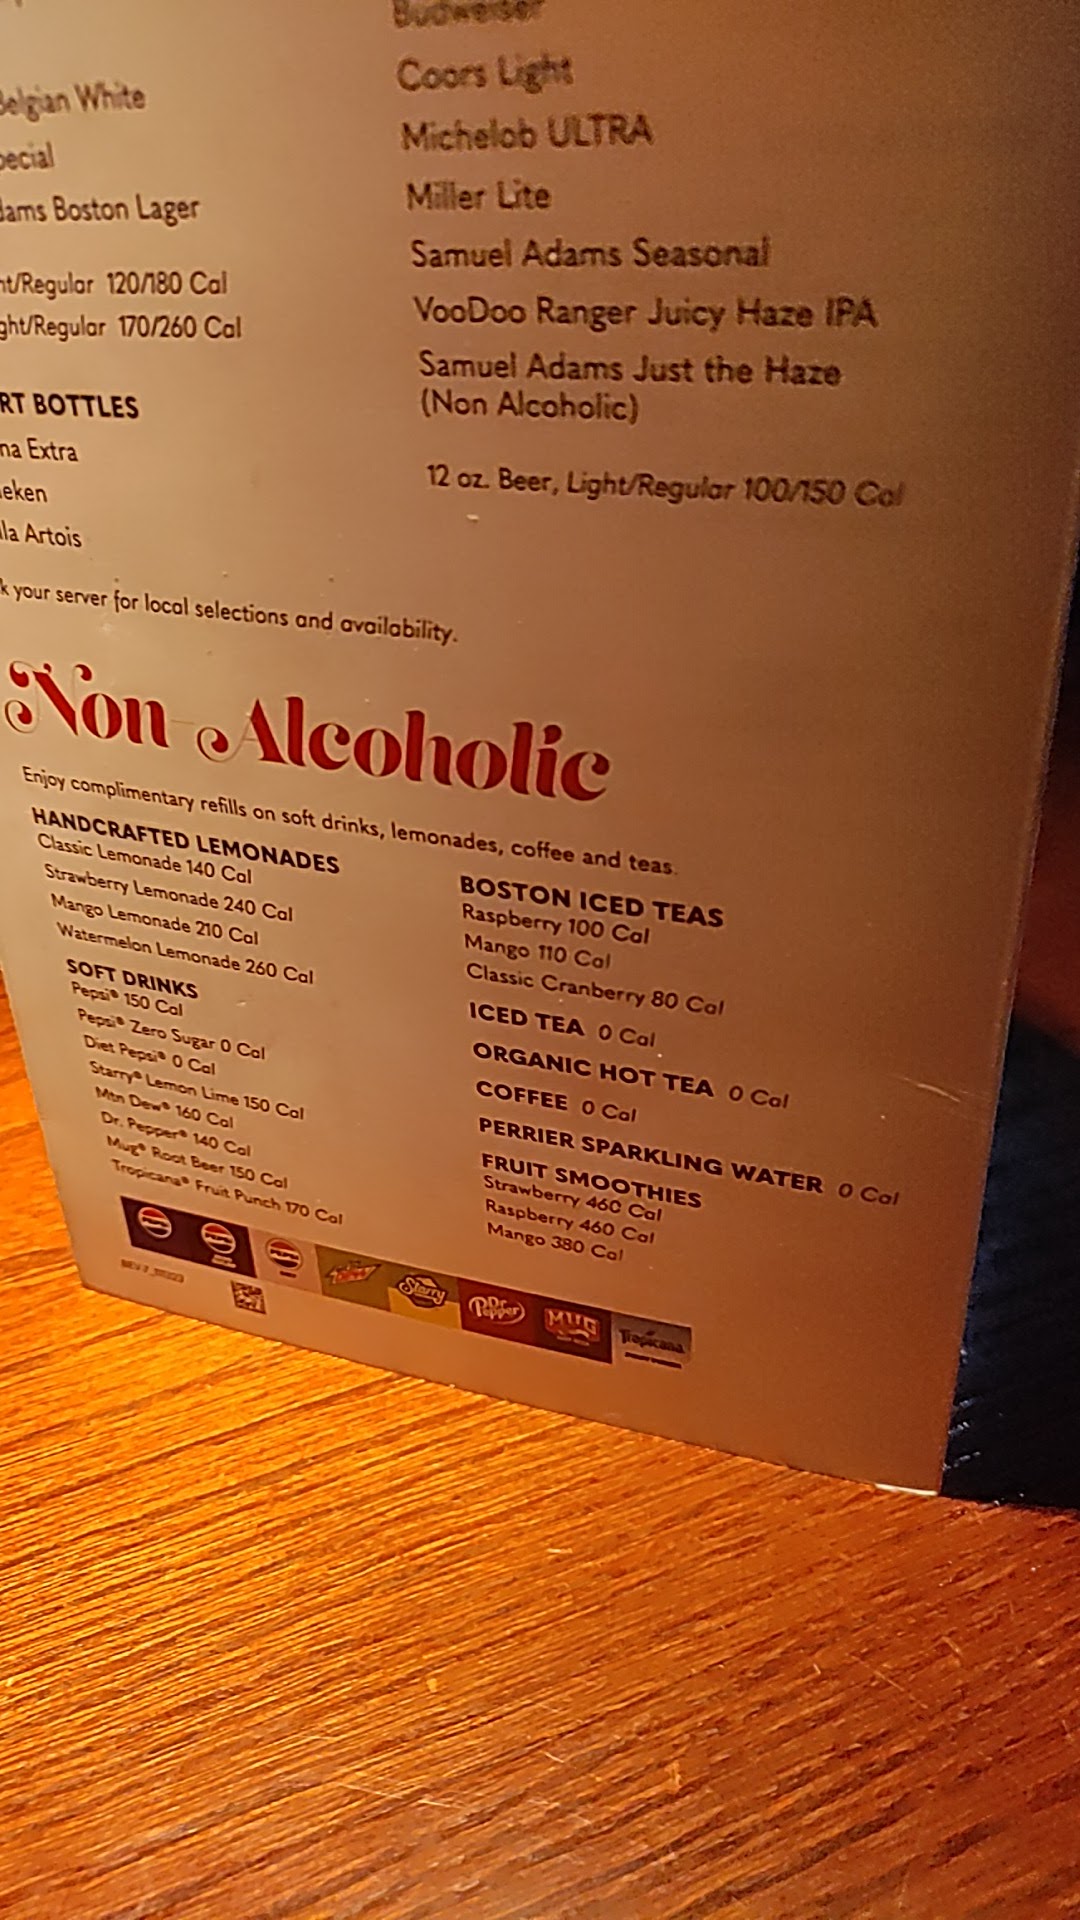 Belgian White
pecial
dams Boston Lager
ht/Regular 120/180 Cal
ght/Regular 170/260 Cal
RT BOTTLES
na Extra
eken
lla Artois
k your server for local selections and availability.
Budweiser
Coors Light
Michelob ULTRA
Miller Lite
Samuel Adams Seasonal
VooDoo Ranger Juicy Haze IPA
Samuel Adams Just the Haze
(Non Alcoholic)
12 oz. Beer, Light/Regular 100/150 Cal
Non-Alcoholic
Enjoy complimentary refills on soft drinks, lemonades, coffee and teas.
HANDCRAFTED LEMONADES
Classic Lemonade 140 Cal
Strawberry Lemonade 240 Cal
Mango Lemonade 210 Cal
Watermelon Lemonade 260 Cal
SOFT DRINKS
Pepsi® 150 Cal
Pepsi® Zero Sugar 0 Cal
Diet Pepsi® 0 Cal
Starry® Lemon Lime 150 Cal
Mtn Dew® 160 Cal
Dr. Pepper® 140 Cal
Mug® Root Beer 150 Cal
Tropicana® Fruit Punch 170 Cal
BOSTON ICED TEAS
Raspberry 100 Cal
Mango 110 Cal
Classic Cranberry 80 Cal
ICED TEA 0 Cal
ORGANIC HOT TEA 0 Cal
COFFEE 0 Cal
PERRIER SPARKLING WATER 0 Cal
FRUIT SMOOTHIES
Strawberry 460 Cal
Raspberry 460 Cal
Mango 380 Cal
pepsi
pepsi
pepsi
Starry
Dr Pepper
MUG
Tropicana